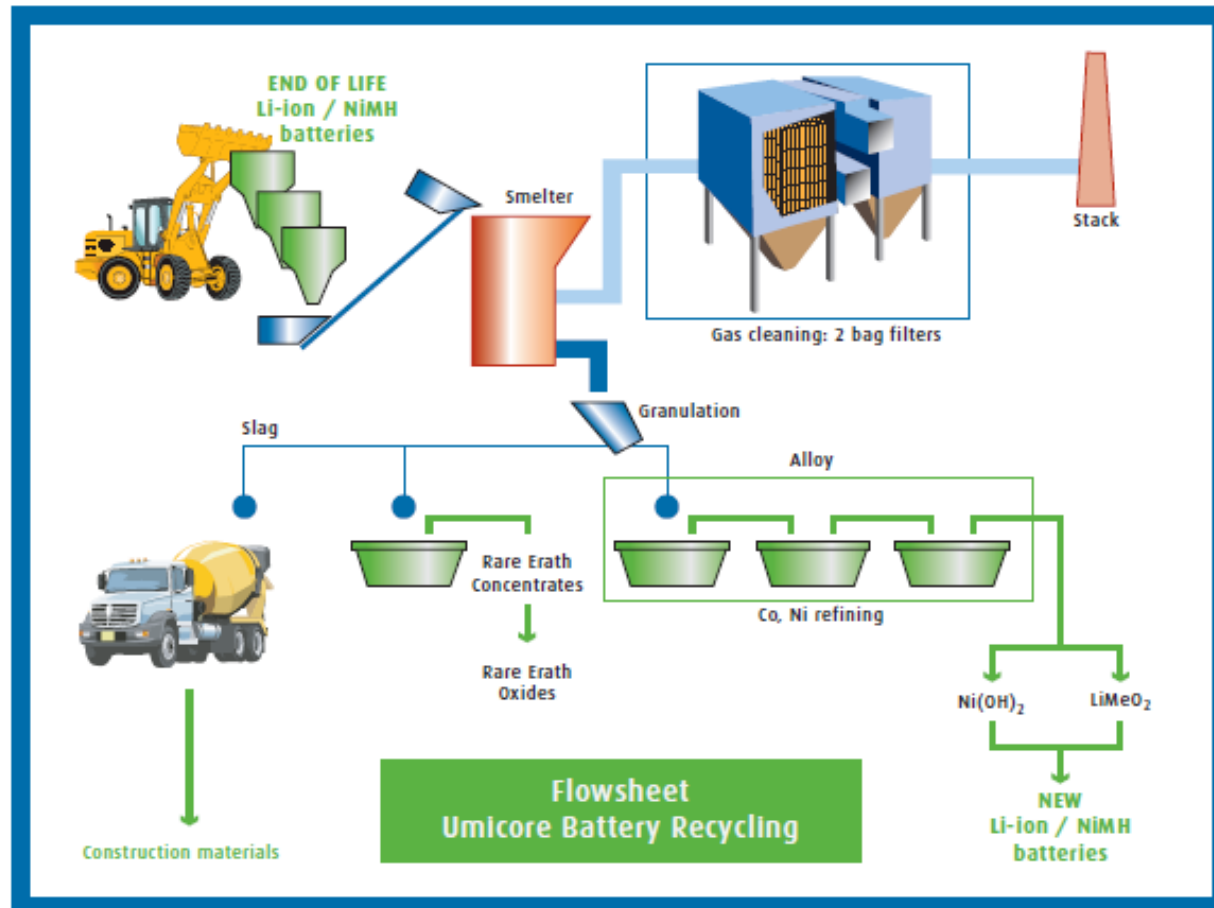 END OF LIFE
Li-ion / NiMH
batteries
Smelter
Stack
Gas cleaning: 2 bag filters
Granulation
Slag
Alloy
Rare Erath
Concentrates
Co, Ni refining
Rare Erath
Oxides
Ni(OH)₂
LiMeO₂
Flowsheet
Umicore Battery Recycling
NEW
Li-ion / NiMH
batteries
Construction materials